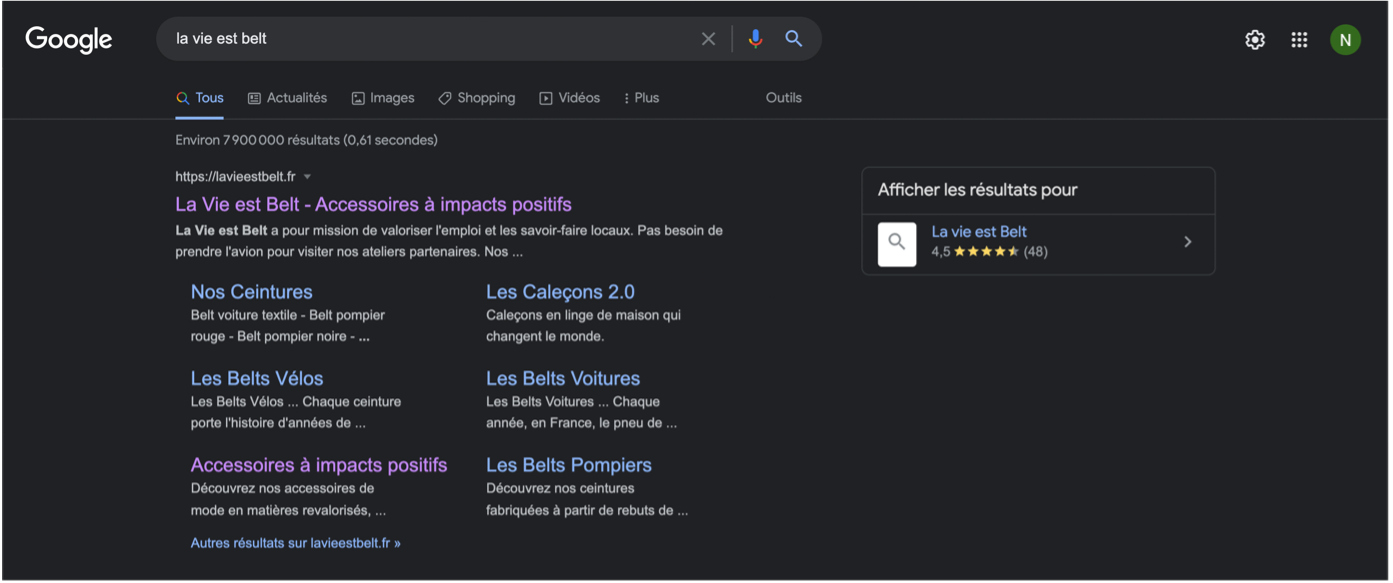 Google
la vie est belt
N
Tous
Actualités
Images
Shopping
Vidéos
Plus
Outils
Environ 7 900 000 résultats (0,61 secondes)
https://lavieestbelt.fr
La Vie est Belt - Accessoires à impacts positifs
La Vie est Belt a pour mission de valoriser l'emploi et les savoir-faire locaux. Pas besoin de
prendre l'avion pour visiter nos ateliers partenaires. Nos ...
Nos Ceintures
Belt voiture textile - Belt pompier
rouge - Belt pompier noire - ...
Les Caleçons 2.0
Caleçons en linge de maison qui
changent le monde.
Les Belts Vélos
Les Belts Vélos ... Chaque ceinture
porte l'histoire d'années de ...
Les Belts Voitures
Les Belts Voitures ... Chaque
année, en France, le pneu de ...
Accessoires à impacts positifs
Découvrez nos accessoires de
mode en matières revalorisés, ...
Les Belts Pompiers
Découvrez nos ceintures
fabriquées à partir de rebuts de ...
Autres résultats sur lavieestbelt.fr »
Afficher les résultats pour
La vie est Belt
4,5 (48)